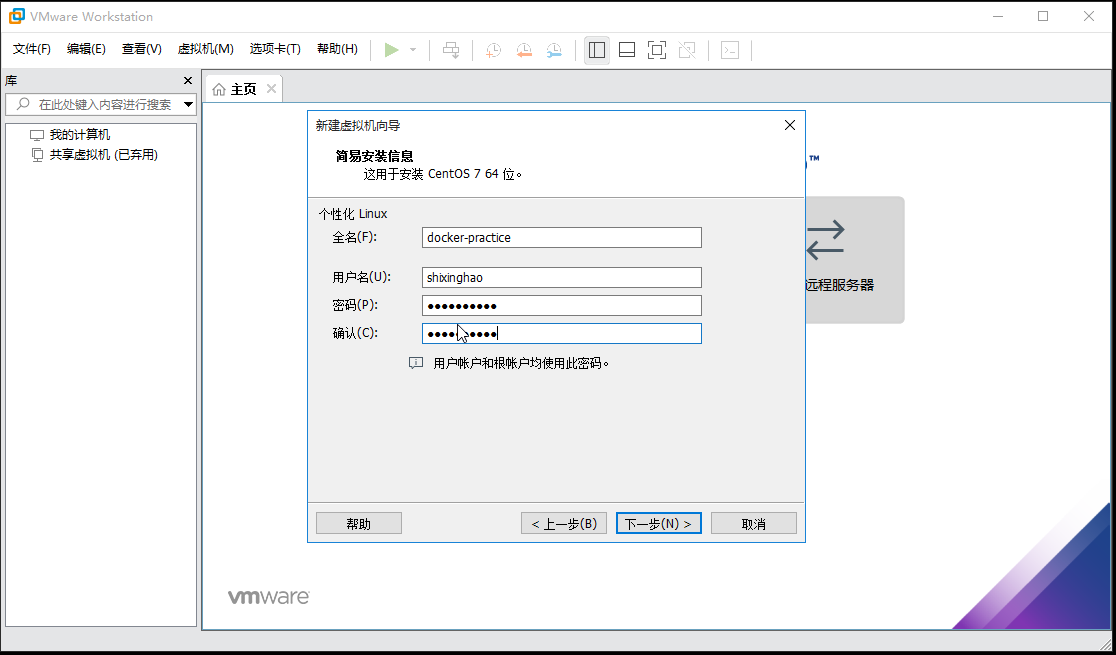 VMware Workstation
文件(F) 编辑(E) 查看(V) 虚拟机(M) 选项卡(T) 帮助(H)
库
在此处键入内容进行搜索
我的计算机
共享虚拟机 (已弃用)
主页
新建虚拟机向导
简易安装信息
这用于安装 CentOS 7 64 位。
个性化 Linux
全名(F):
docker-practice
用户名(U):
shixinghao
密码(P):
●●●●●●●●●●
确认(C):
用户帐户和根帐户均使用此密码。
帮助
< 上一步(B)
下一步(N) >
取消
™
远程服务器
vmware